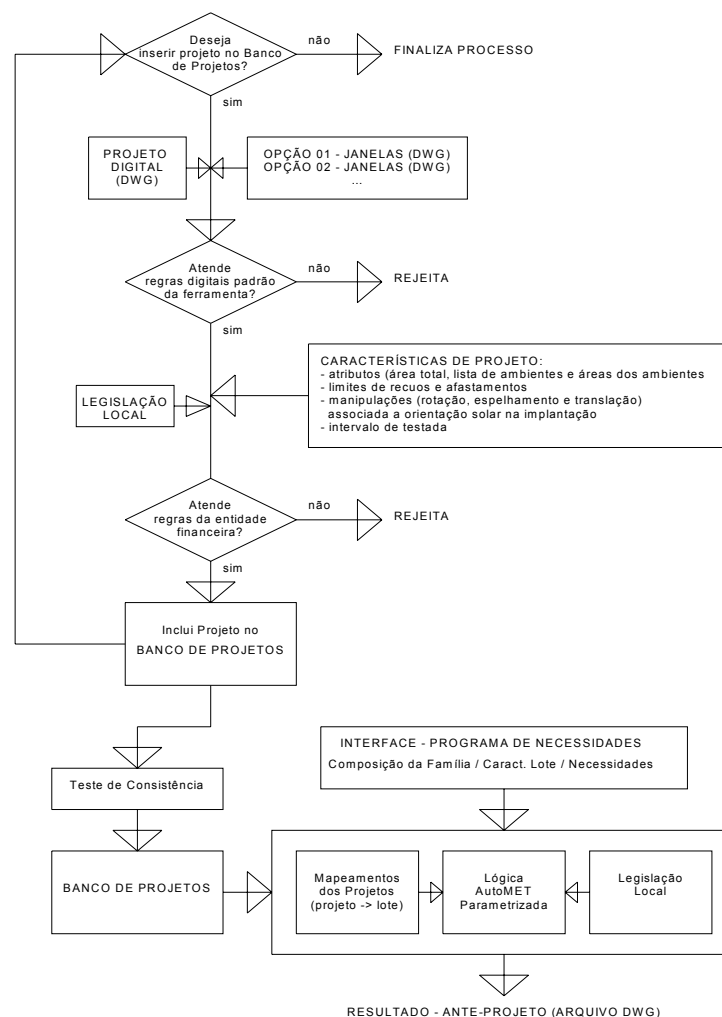 Deseja
inserir projeto no Banco
de Projetos?
não
FINALIZA PROCESSO
sim
PROJETO
DIGITAL
(DWG)
OPÇÃO 01 - JANELAS (DWG)
OPÇÃO 02 - JANELAS (DWG)
...
Atende
regras digitais padrão
da ferramenta?
não
REJEITA
sim
CARACTERÍSTICAS DE PROJETO:
- atributos (área total, lista de ambientes e áreas dos ambientes
- limites de recuos e afastamentos
- manipulações (rotação, espelhamento e translação)
associada a orientação solar na implantação
- intervalo de testada
LEGISLAÇÃO
LOCAL
Atende
regras da entidade
financeira?
não
REJEITA
sim
Inclui Projeto no
BANCO DE PROJETOS
INTERFACE - PROGRAMA DE NECESSIDADES
Composição da Família / Caract. Lote / Necessidades
Teste de Consistência
BANCO DE PROJETOS
Mapeamentos
dos Projetos
(projeto -> lote)
Lógica
AutoMET
Parametrizada
Legislação
Local
RESULTADO - ANTE-PROJETO (ARQUIVO DWG)